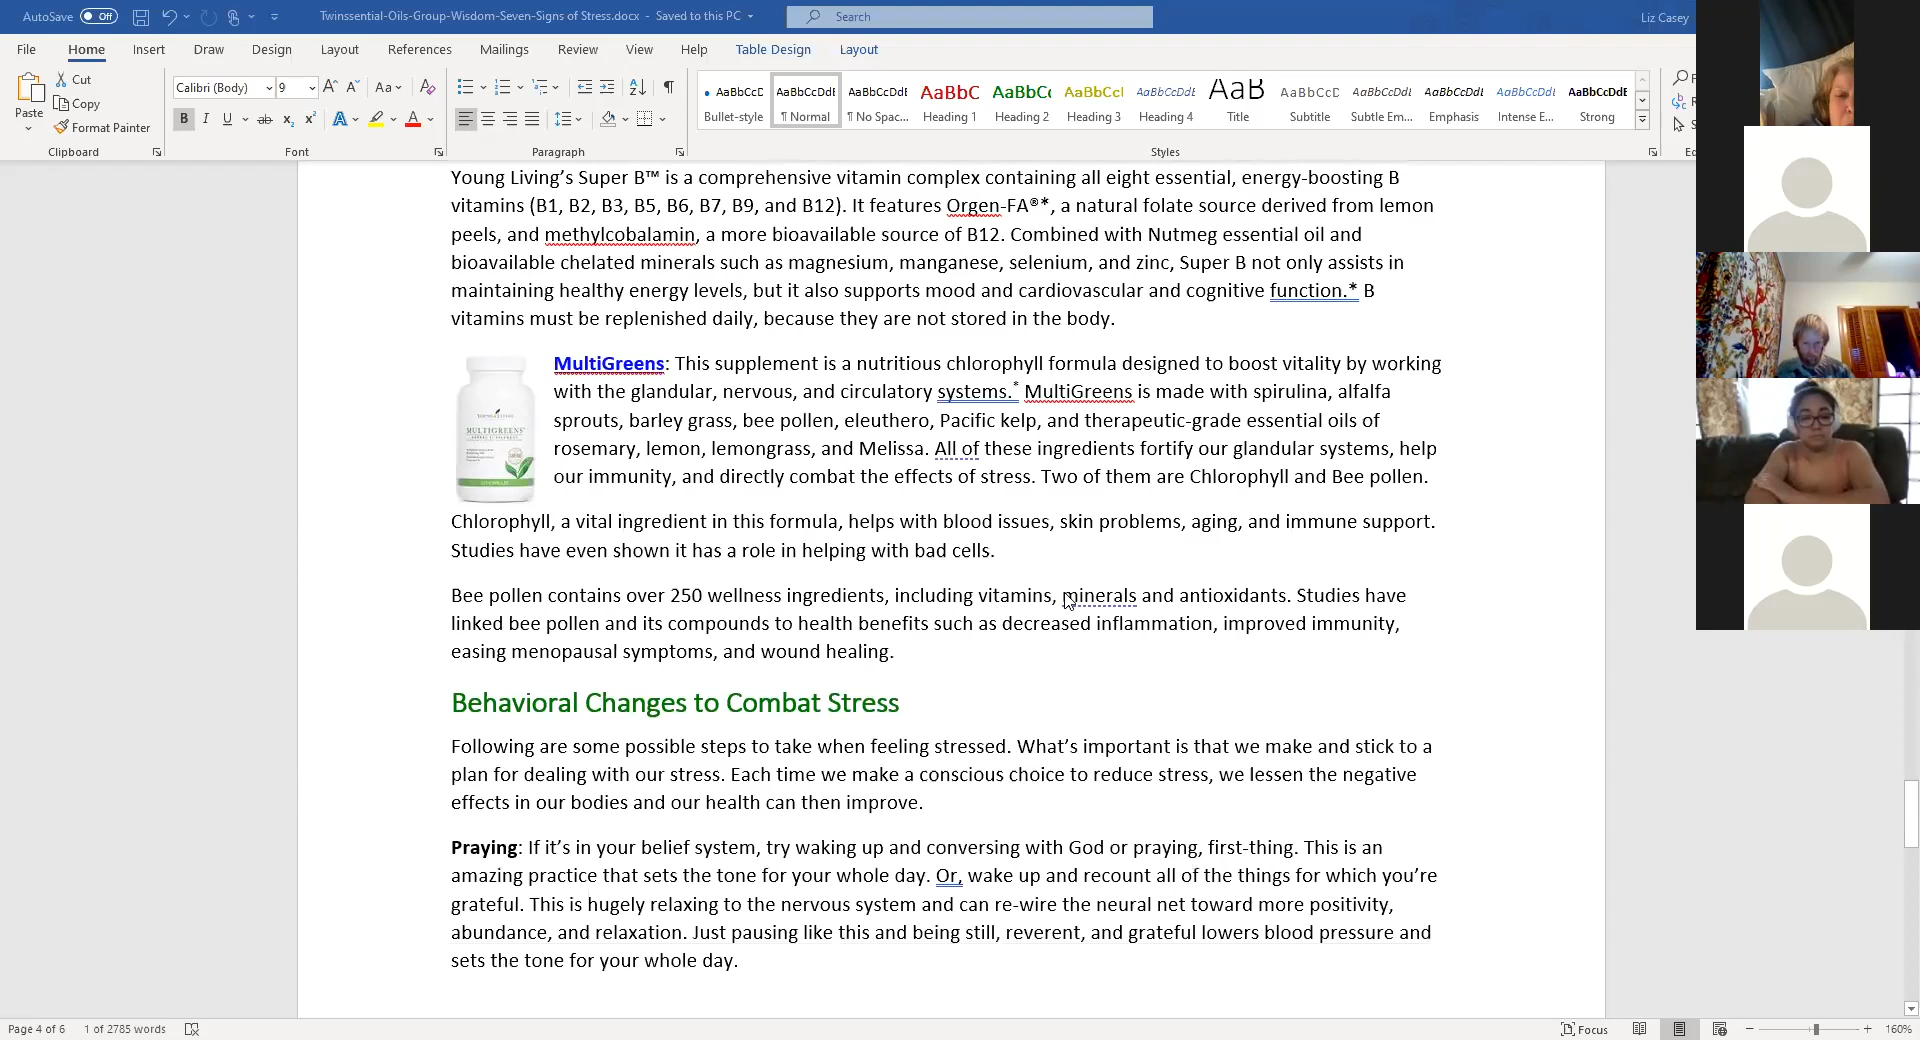 AutoSave Off Twinssential-Oils-Group-Wisdom-Seven-Signs of Stress.docx - Saved to this PC Search Liz Casey
File Home Insert Draw Design Layout References Mailings Review View Help Table Design Layout
Paste Cut Copy Format Painter
Calibri (Body) 9
AaBbCcC AaBbCcDdE AaBbCcDdE AaBbC AaBbCc AaBbCcI AaBbCcDdE AaB AaBbCcD AaBbCcDdE AaBbCcDdE AaBbCcDdE AaBbCcDdE
Bullet-style ¶ Normal ¶ No Spac... Heading 1 Heading 2 Heading 3 Heading 4 Title Subtitle Subtle Em... Emphasis Intense E... Strong
Clipboard Font Paragraph Styles
Young Living’s Super B™ is a comprehensive vitamin complex containing all eight essential, energy-boosting B
vitamins (B1, B2, B3, B5, B6, B7, B9, and B12). It features Orgen-FA®*, a natural folate source derived from lemon
peels, and methylcobalamin, a more bioavailable source of B12. Combined with Nutmeg essential oil and
bioavailable chelated minerals such as magnesium, manganese, selenium, and zinc, Super B not only assists in
maintaining healthy energy levels, but it also supports mood and cardiovascular and cognitive function.* B
vitamins must be replenished daily, because they are not stored in the body.
MULTIGREENS
MultiGreens: This supplement is a nutritious chlorophyll formula designed to boost vitality by working
with the glandular, nervous, and circulatory systems.* MultiGreens is made with spirulina, alfalfa
sprouts, barley grass, bee pollen, eleuthero, Pacific kelp, and therapeutic-grade essential oils of
rosemary, lemon, lemongrass, and Melissa. All of these ingredients fortify our glandular systems, help
our immunity, and directly combat the effects of stress. Two of them are Chlorophyll and Bee pollen.
Chlorophyll, a vital ingredient in this formula, helps with blood issues, skin problems, aging, and immune support.
Studies have even shown it has a role in helping with bad cells.
Bee pollen contains over 250 wellness ingredients, including vitamins, minerals and antioxidants. Studies have
linked bee pollen and its compounds to health benefits such as decreased inflammation, improved immunity,
easing menopausal symptoms, and wound healing.
Behavioral Changes to Combat Stress
Following are some possible steps to take when feeling stressed. What’s important is that we make and stick to a
plan for dealing with our stress. Each time we make a conscious choice to reduce stress, we lessen the negative
effects in our bodies and our health can then improve.
Praying: If it’s in your belief system, try waking up and conversing with God or praying, first-thing. This is an
amazing practice that sets the tone for your whole day. Or, wake up and recount all of the things for which you’re
grateful. This is hugely relaxing to the nervous system and can re-wire the neural net toward more positivity,
abundance, and relaxation. Just pausing like this and being still, reverent, and grateful lowers blood pressure and
sets the tone for your whole day.
Page 4 of 6 1 of 2785 words Focus 160%